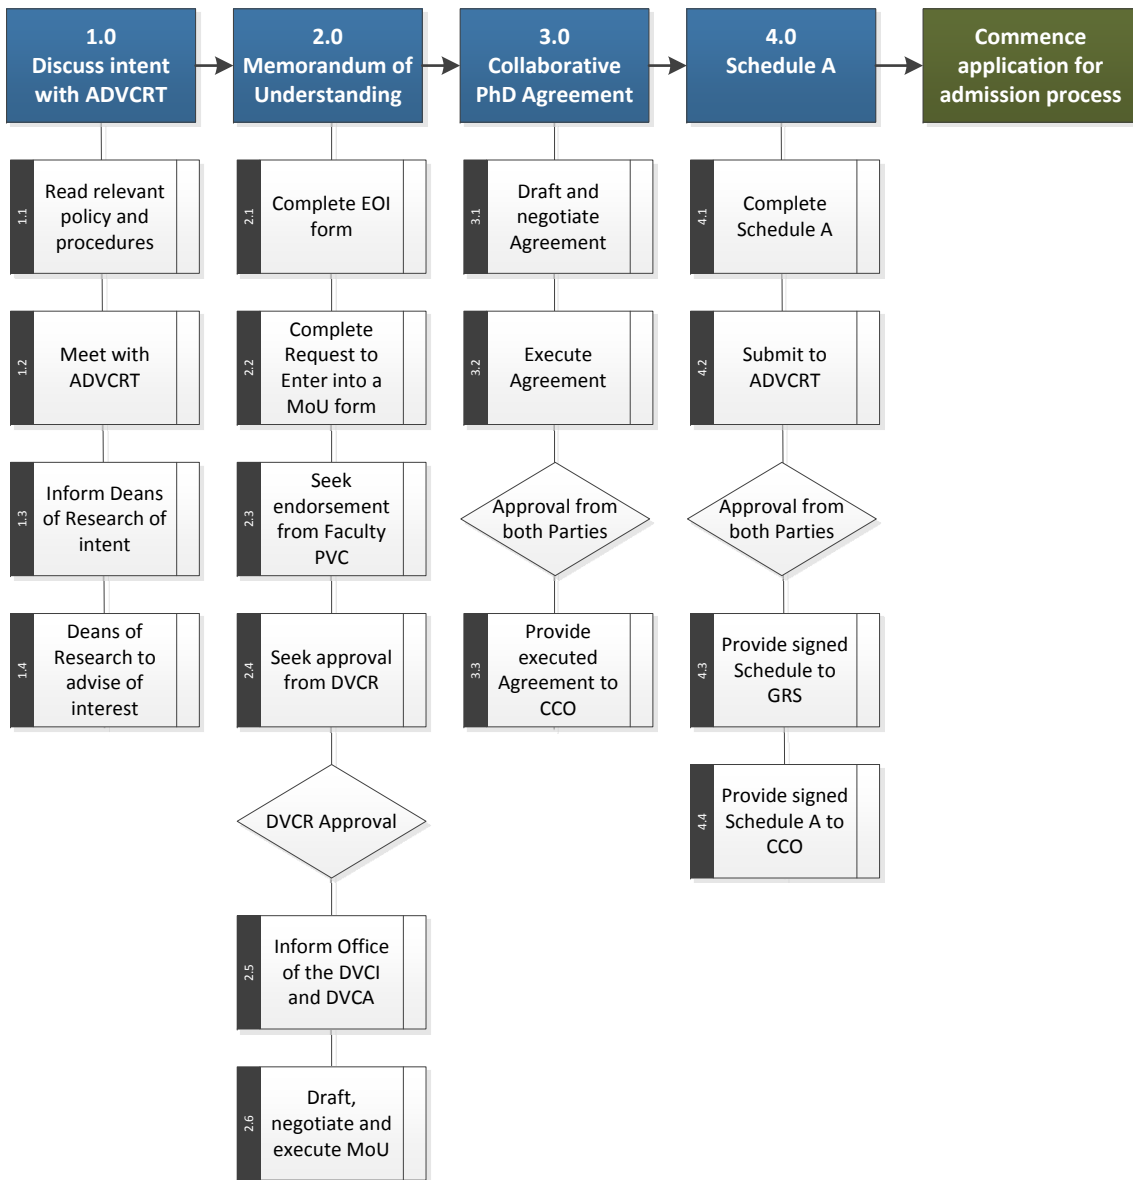 1.0
Discuss intent
with ADVCRT
2.0
Memorandum of
Understanding
3.0
Collaborative
PhD Agreement
4.0
Schedule A
Commence
application for
admission process
1.1
Read relevant
policy and
procedures
1.2
Meet with
ADVCRT
1.3
Inform Deans
of Research of
intent
1.4
Deans of
Research to
advise of
interest
2.1
Complete EOI
form
2.2
Complete
Request to
Enter into a
MoU form
2.3
Seek
endorsement
from Faculty
PVC
2.4
Seek approval
from DVCR
DVCR Approval
2.5
Inform Office
of the DVCI
and DVCA
2.6
Draft,
negotiate and
execute MoU
3.1
Draft and
negotiate
Agreement
3.2
Execute
Agreement
Approval from
both Parties
3.3
Provide
executed
Agreement to
CCO
4.1
Complete
Schedule A
4.2
Submit to
ADVCRT
Approval from
both Parties
4.3
Provide signed
Schedule to
GRS
4.4
Provide signed
Schedule A to
CCO